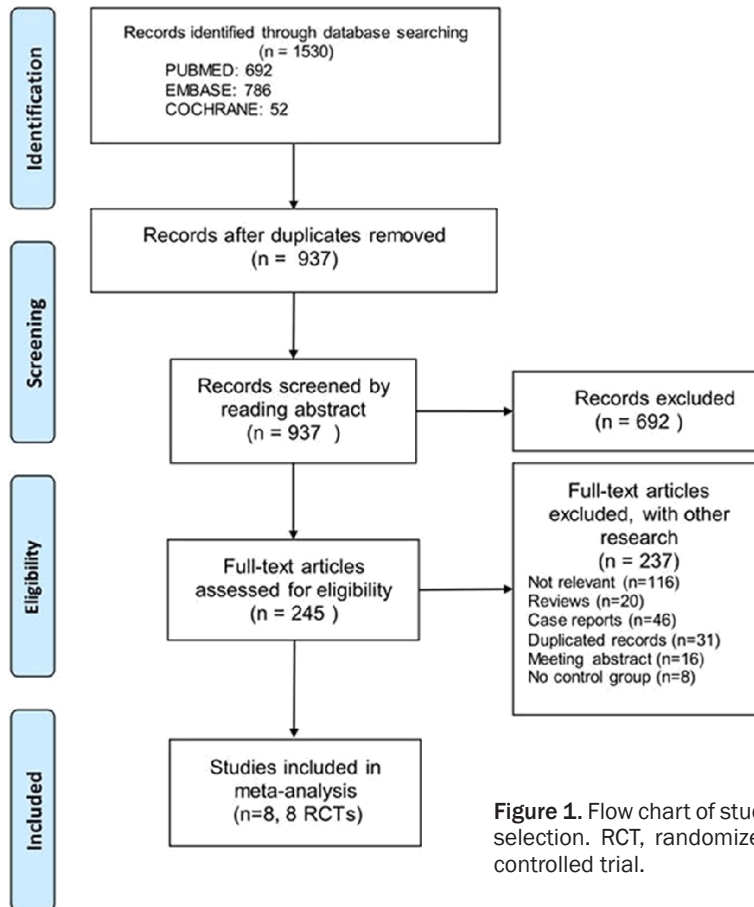 Identification
Records identified through database searching
(n = 1530)
PUBMED: 692
EMBASE: 786
COCHRANE: 52
Records after duplicates removed
(n = 937)
Screening
Records screened by
reading abstract
(n = 937 )
Records excluded
(n = 692 )
Eligibility
Full-text articles
assessed for eligibility
(n = 245 )
Full-text articles
excluded, with other
research
(n = 237)
Not relevant (n=116)
Reviews (n=20)
Case reports (n=46)
Duplicated records (n=31)
Meeting abstract (n=16)
No control group (n=8)
Included
Studies included in
meta-analysis
(n=8, 8 RCTs)
Figure 1. Flow chart of
selection. RCT,
controlled trial.